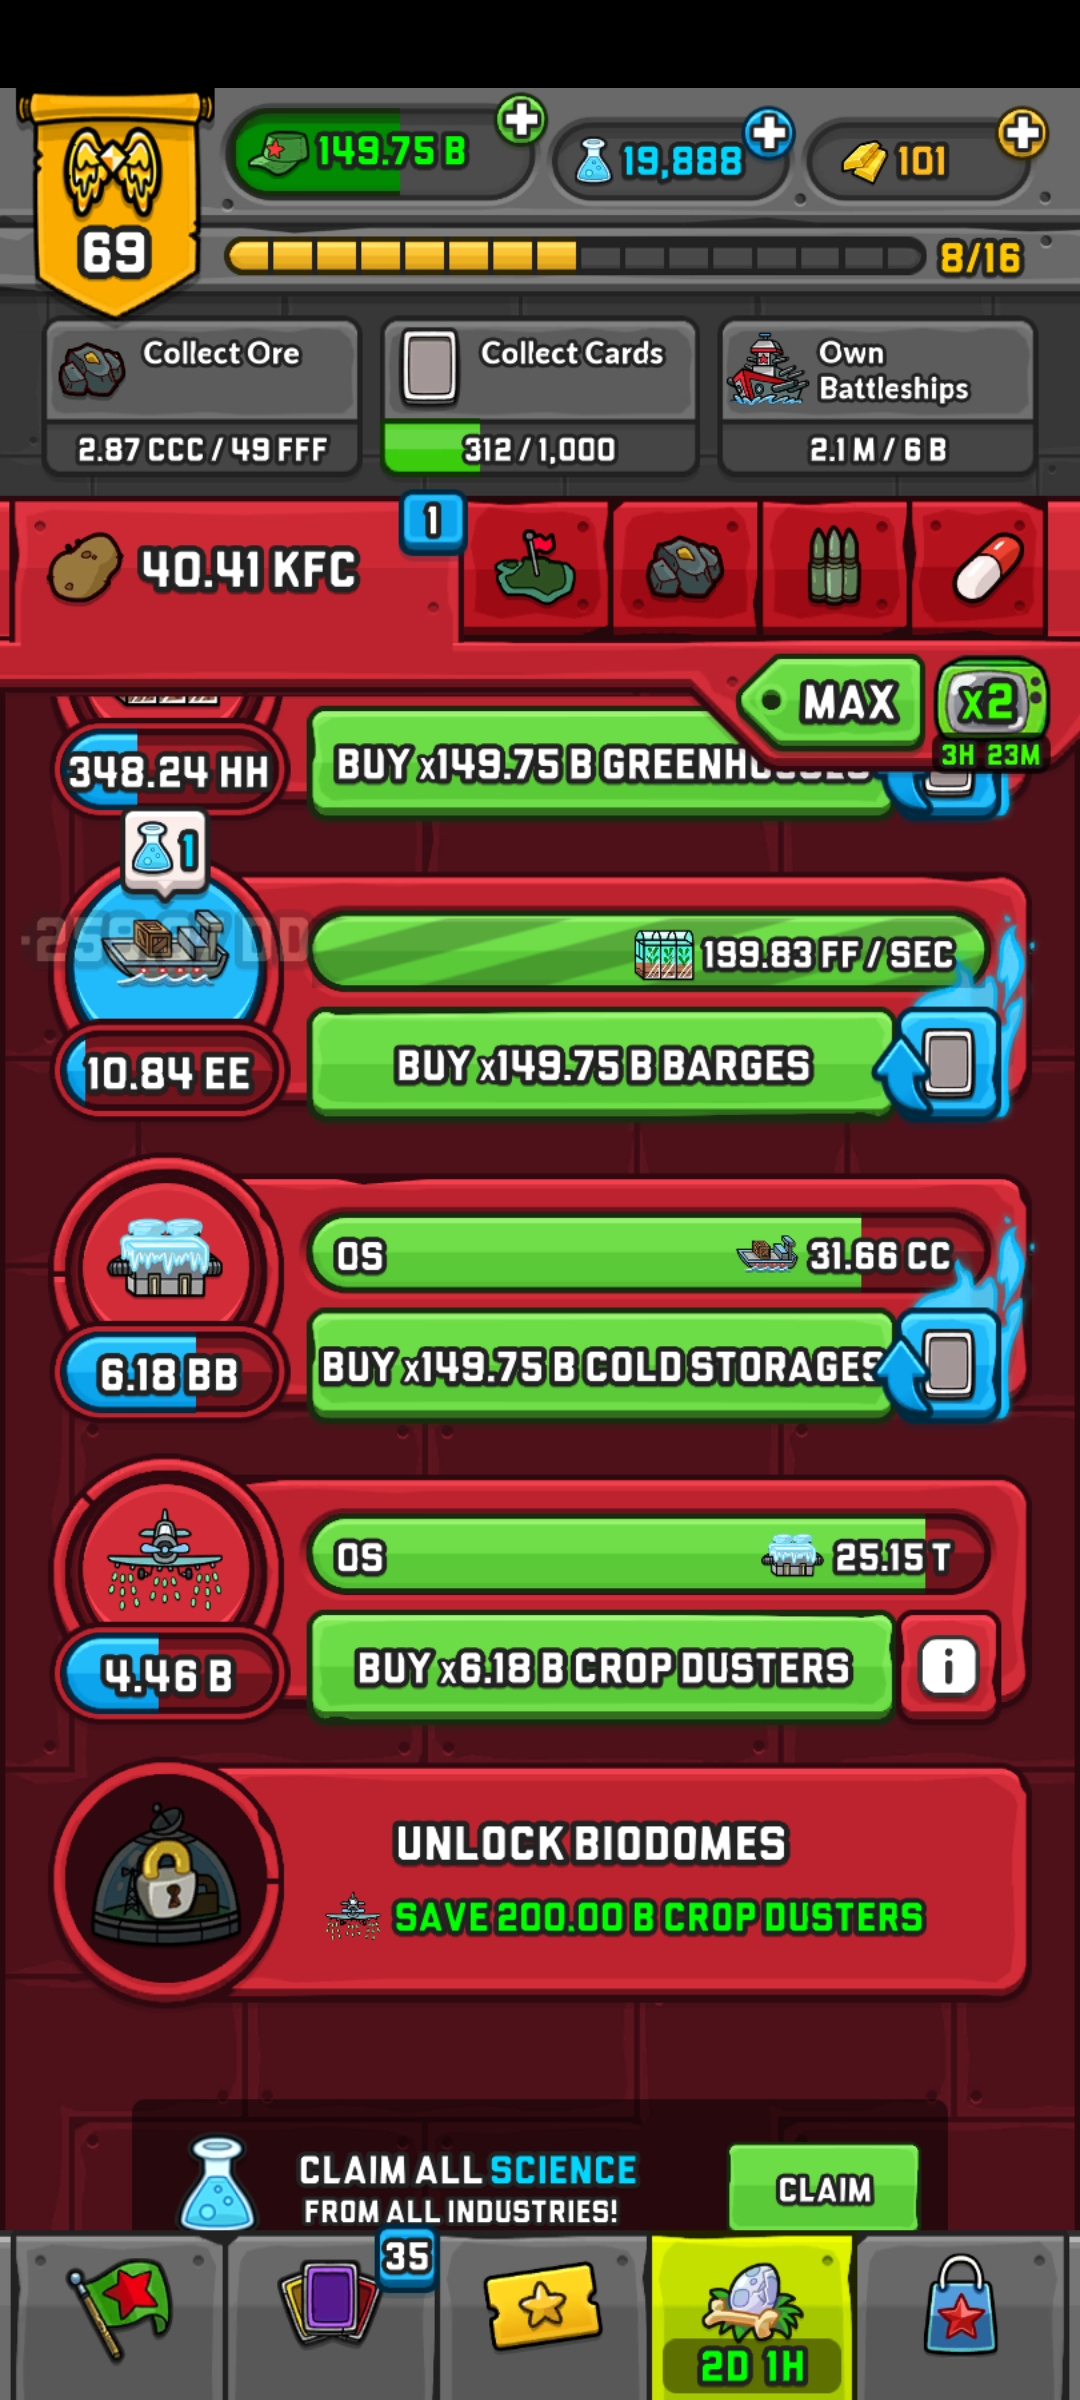 149.75 B
19,888
101
69
8/16
Collect Ore
2.87 CCC / 49 FFF
Collect Cards
312 / 1,000
Own
Battleships
2.1 M / 6 B
40.41 KFC
1
MAX
x2
3H 23M
348.24 HH
BUY x149.75 B GREENHOUSES
1
199.83 FF / SEC
10.84 EE
BUY x149.75 B BARGES
0S
31.66 CC
6.18 BB
BUY x149.75 B COLD STORAGES
0S
25.15 T
4.46 B
BUY x6.18 B CROP DUSTERS
i
UNLOCK BIODOMES
SAVE 200.00 B CROP DUSTERS
CLAIM ALL SCIENCE
FROM ALL INDUSTRIES!
CLAIM
35
2D 1H